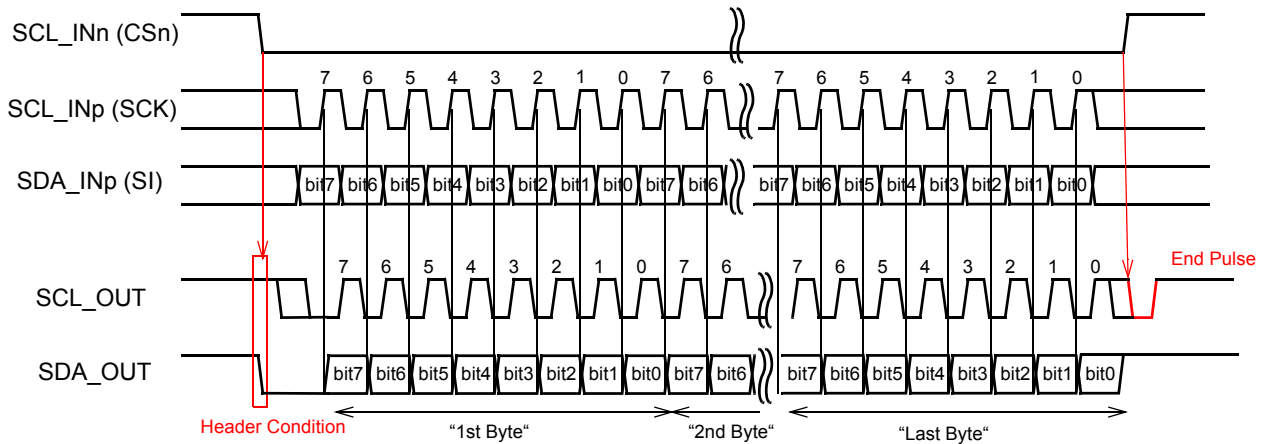 SCL_INn (CSn)
7 6 5 4 3 2 1 0 7 6 7 6 5 4 3 2 1 0
SCL_INp (SCK)
SDA_INp (SI) bit7 bit6 bit5 bit4 bit3 bit2 bit1 bit0 bit7 bit6 bit7 bit6 bit5 bit4 bit3 bit2 bit1 bit0
End Pulse
7 6 5 4 3 2 1 0 7 6 7 6 5 4 3 2 1 0
SCL_OUT
SDA_OUT bit7 bit6 bit5 bit4 bit3 bit2 bit1 bit0 bit7 bit6 bit7 bit6 bit5 bit4 bit3 bit2 bit1 bit0
Header Condition “1st Byte“ “2nd Byte“ “Last Byte“